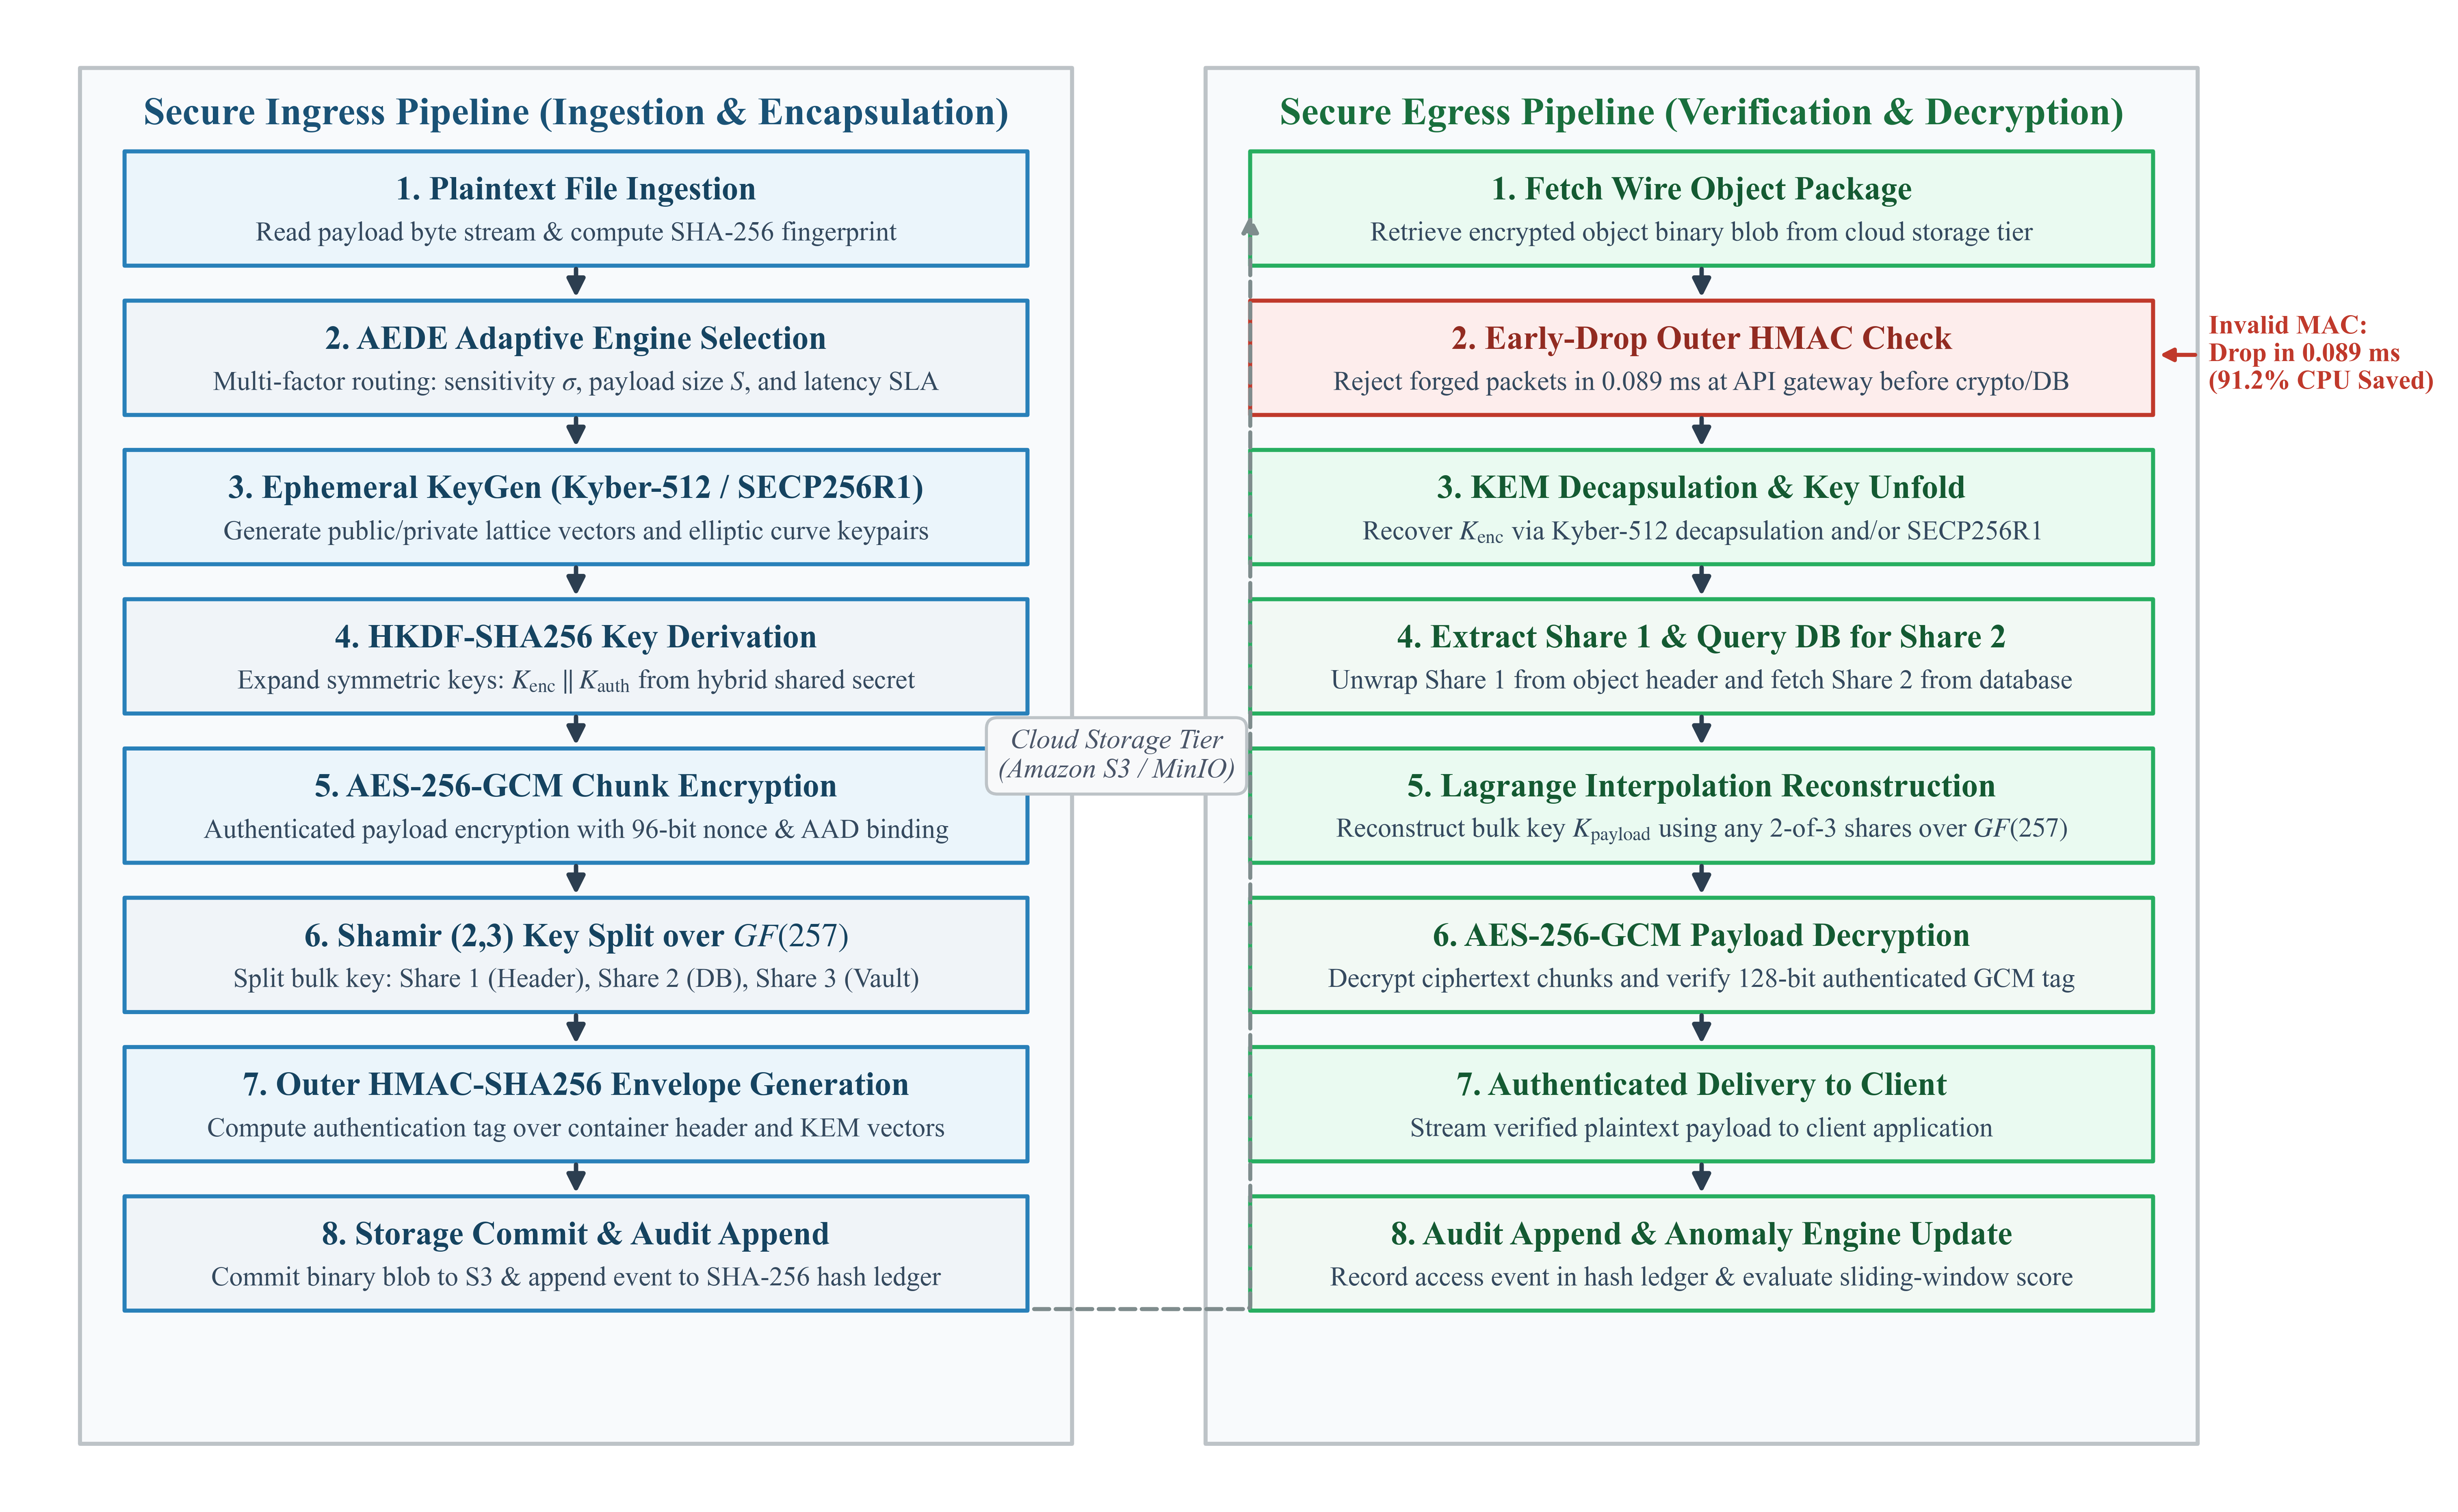 Secure Ingress Pipeline (Ingestion & Encapsulation)
1. Plaintext File Ingestion
Read payload byte stream & compute SHA-256 fingerprint
2. AEDE Adaptive Engine Selection
Multi-factor routing: sensitivity σ, payload size S, and latency SLA
3. Ephemeral KeyGen (Kyber-512 / SECP256R1)
Generate public/private lattice vectors and elliptic curve keypairs
4. HKDF-SHA256 Key Derivation
Expand symmetric keys: K_enc || K_auth from hybrid shared secret
5. AES-256-GCM Chunk Encryption
Authenticated payload encryption with 96-bit nonce & AAD binding
6. Shamir (2,3) Key Split over GF(257)
Split bulk key: Share 1 (Header), Share 2 (DB), Share 3 (Vault)
7. Outer HMAC-SHA256 Envelope Generation
Compute authentication tag over container header and KEM vectors
8. Storage Commit & Audit Append
Commit binary blob to S3 & append event to SHA-256 hash ledger
Cloud Storage Tier
(Amazon S3 / MinIO)
Secure Egress Pipeline (Verification & Decryption)
1. Fetch Wire Object Package
Retrieve encrypted object binary blob from cloud storage tier
2. Early-Drop Outer HMAC Check
Reject forged packets in 0.089 ms at API gateway before crypto/DB
Invalid MAC:
Drop in 0.089 ms
(91.2% CPU Saved)
3. KEM Decapsulation & Key Unfold
Recover K_enc via Kyber-512 decapsulation and/or SECP256R1
4. Extract Share 1 & Query DB for Share 2
Unwrap Share 1 from object header and fetch Share 2 from database
5. Lagrange Interpolation Reconstruction
Reconstruct bulk key K_payload using any 2-of-3 shares over GF(257)
6. AES-256-GCM Payload Decryption
Decrypt ciphertext chunks and verify 128-bit authenticated GCM tag
7. Authenticated Delivery to Client
Stream verified plaintext payload to client application
8. Audit Append & Anomaly Engine Update
Record access event in hash ledger & evaluate sliding-window score